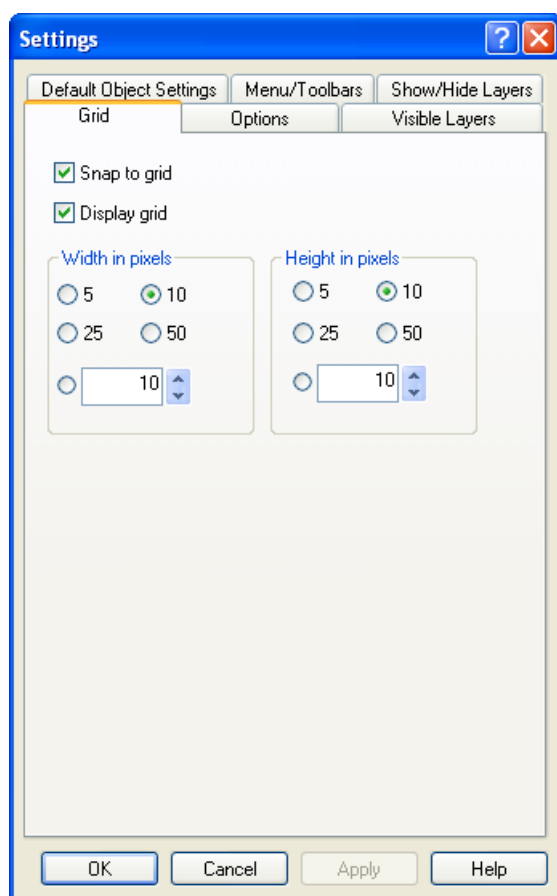 Settings
Default Object Settings Menu/Toolbars Show/Hide Layers
Grid Options Visible Layers
Snap to grid
Display grid
Width in pixels Height in pixels
5 10 5 10
25 50 25 50
10 10
OK Cancel Apply Help